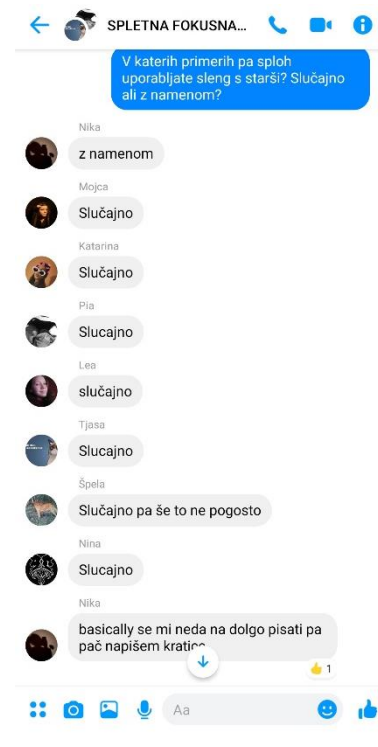 SPLETNA FOKUSNA...
V katerih primerih pa sploh
uporabljate sleng s starši? Slučajno
ali z namenom?
Nika
z namenom
Mojca
Slučajno
Katarina
Slučajno
Pia
Slucajno
Lea
slučajno
Tjasa
Slucajno
Špela
Slučajno pa še to ne pogosto
Nina
Slucajno
Nika
basically se mi neda na dolgo pisati pa
pač napišem kratice
1
Aa